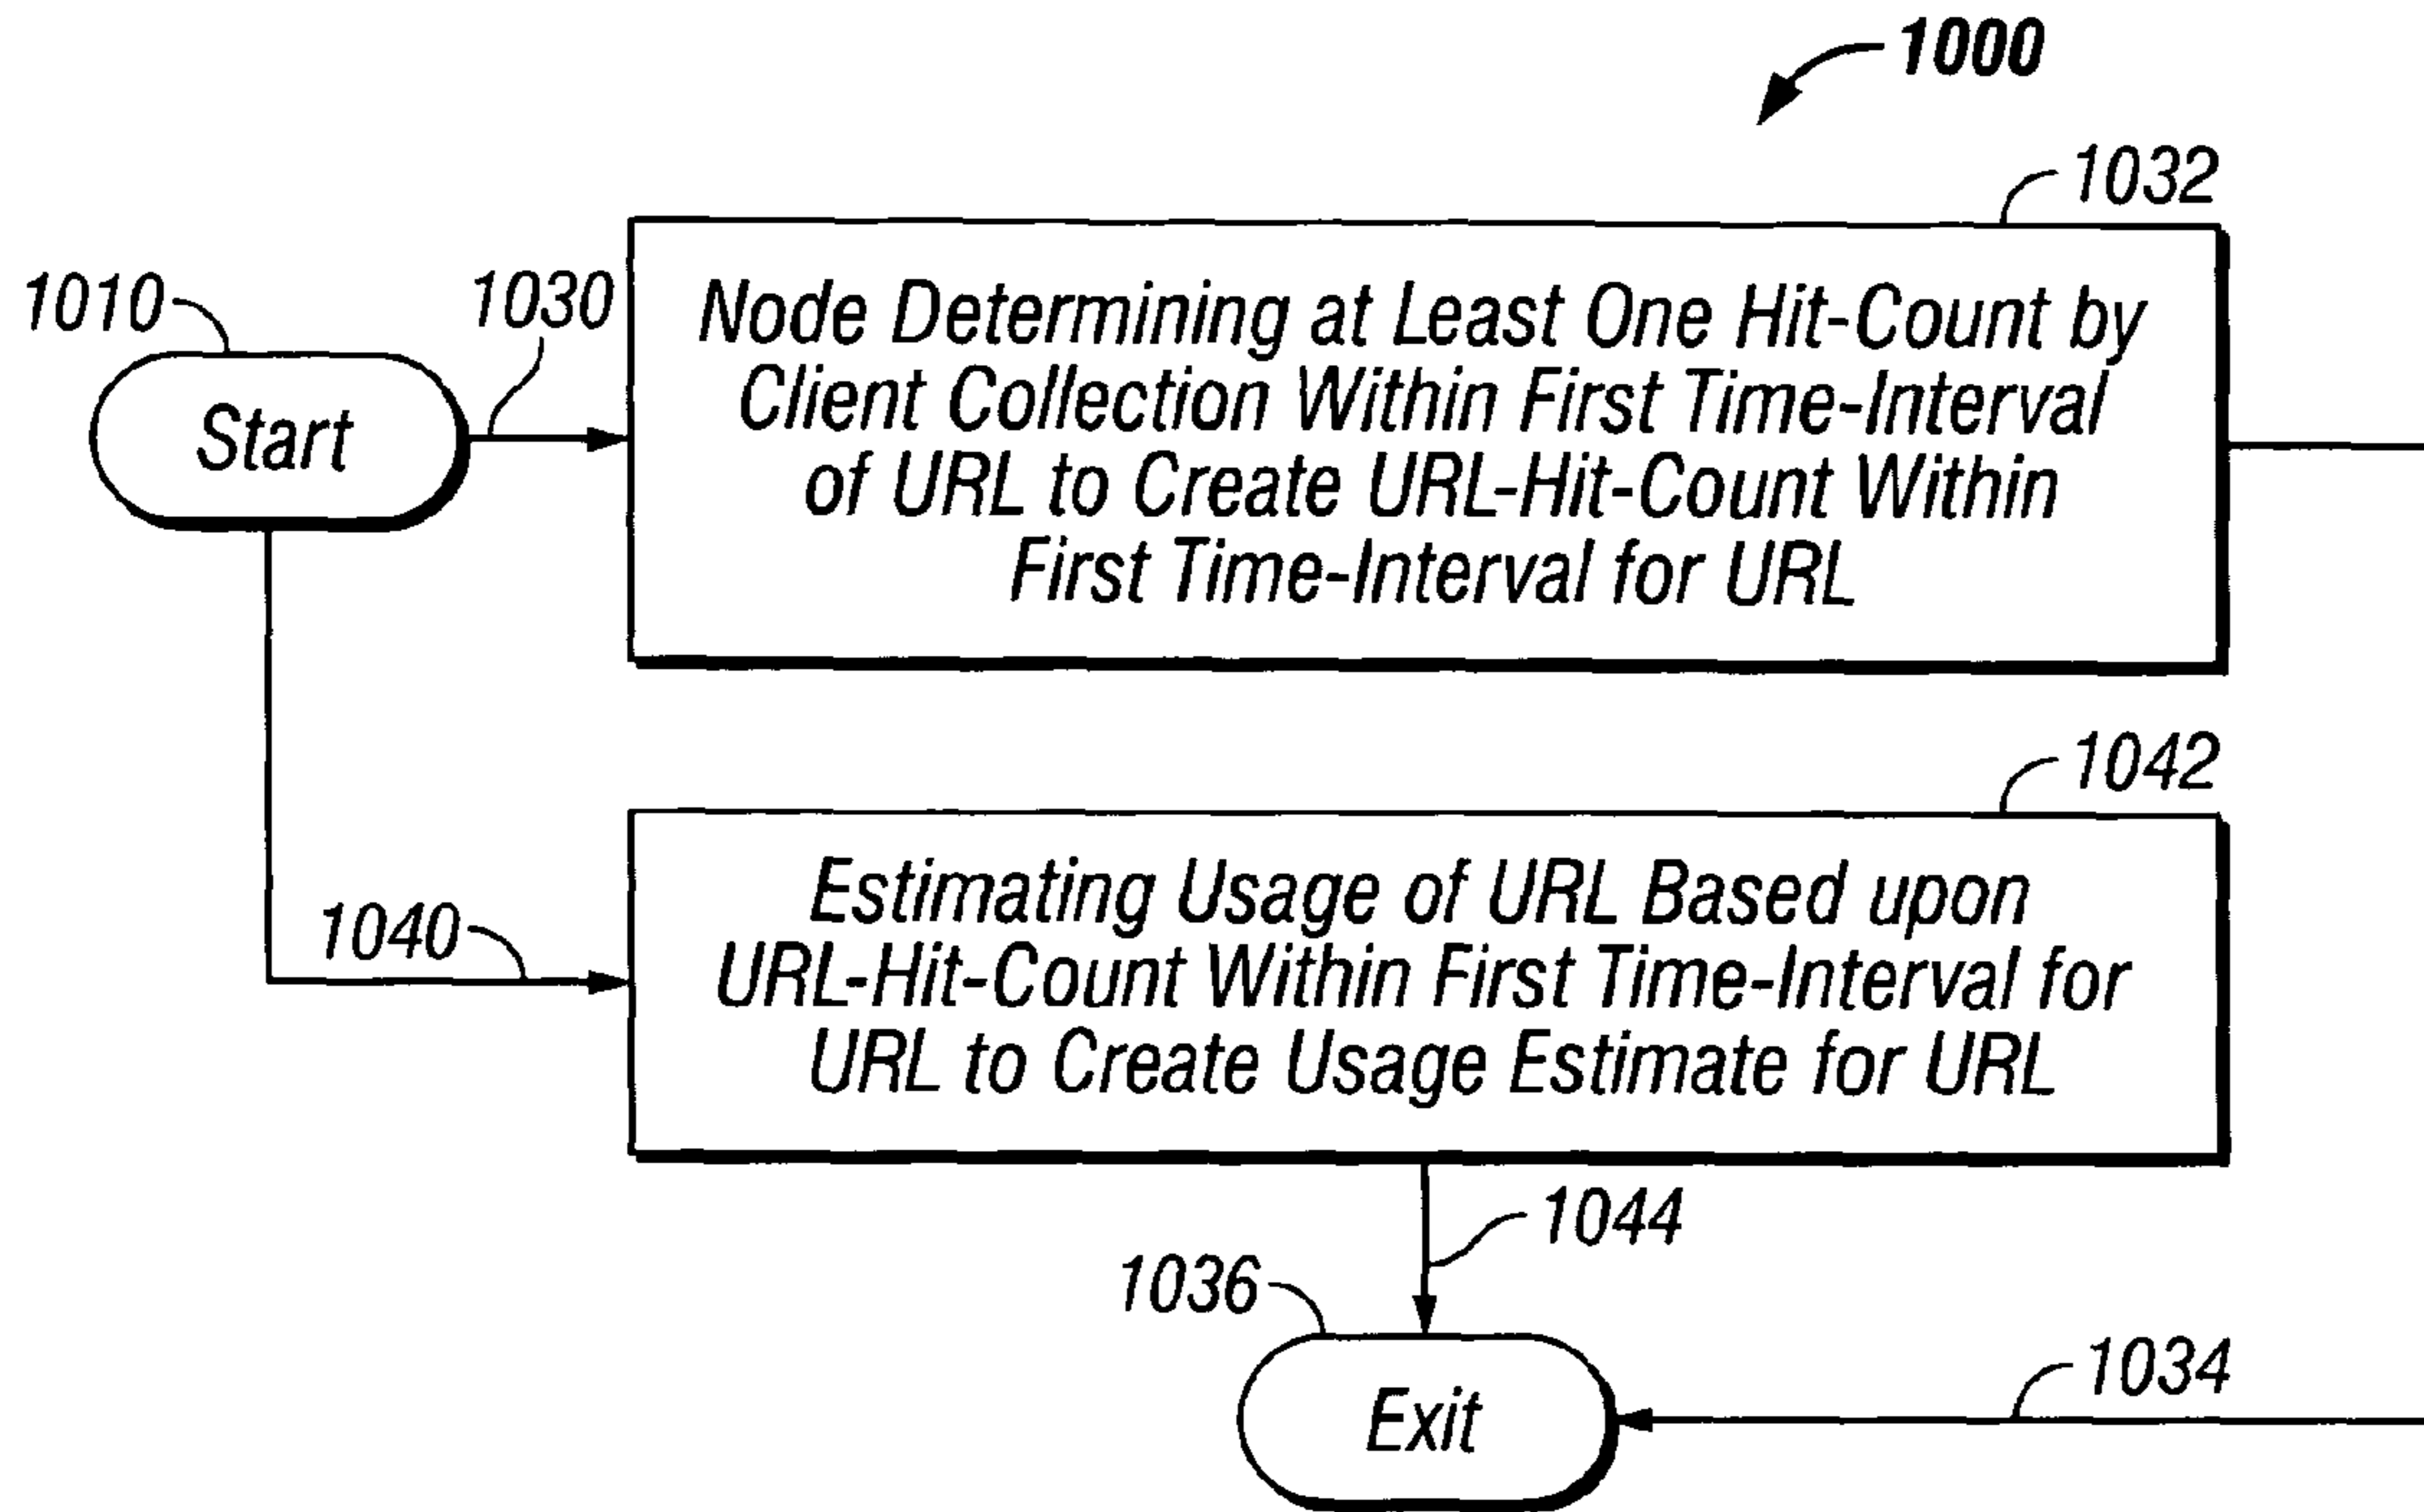 1000
1032
1010
1030
Node Determining at Least One Hit-Count by
Client Collection Within First Time-Interval
of URL to Create URL-Hit-Count Within
First Time-Interval for URL
Start
1042
1040
Estimating Usage of URL Based upon
URL-Hit-Count Within First Time-Interval for
URL to Create Usage Estimate for URL
1044
1036
Exit
1034